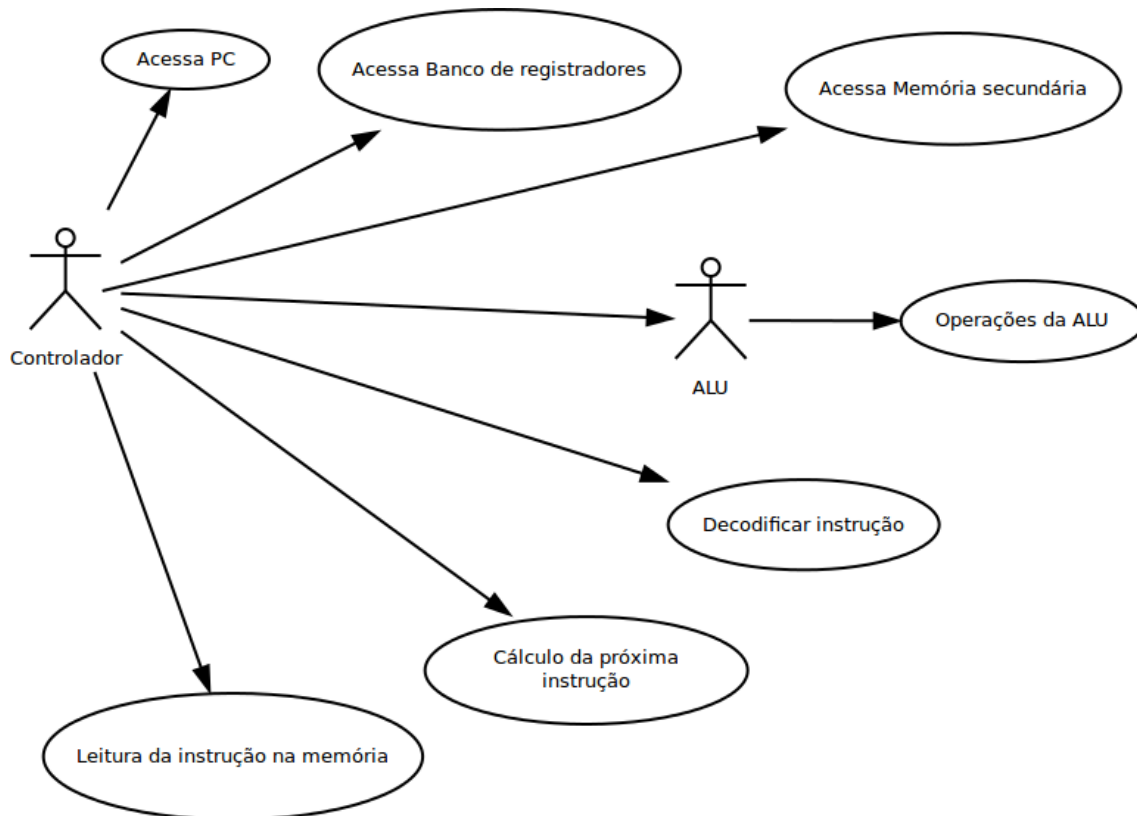 Acessa PC
Acessa Banco de registradores
Acessa Memória secundária
Controlador
ALU
Operações da ALU
Decodificar instrução
Cálculo da próxima
instrução
Leitura da instrução na memória